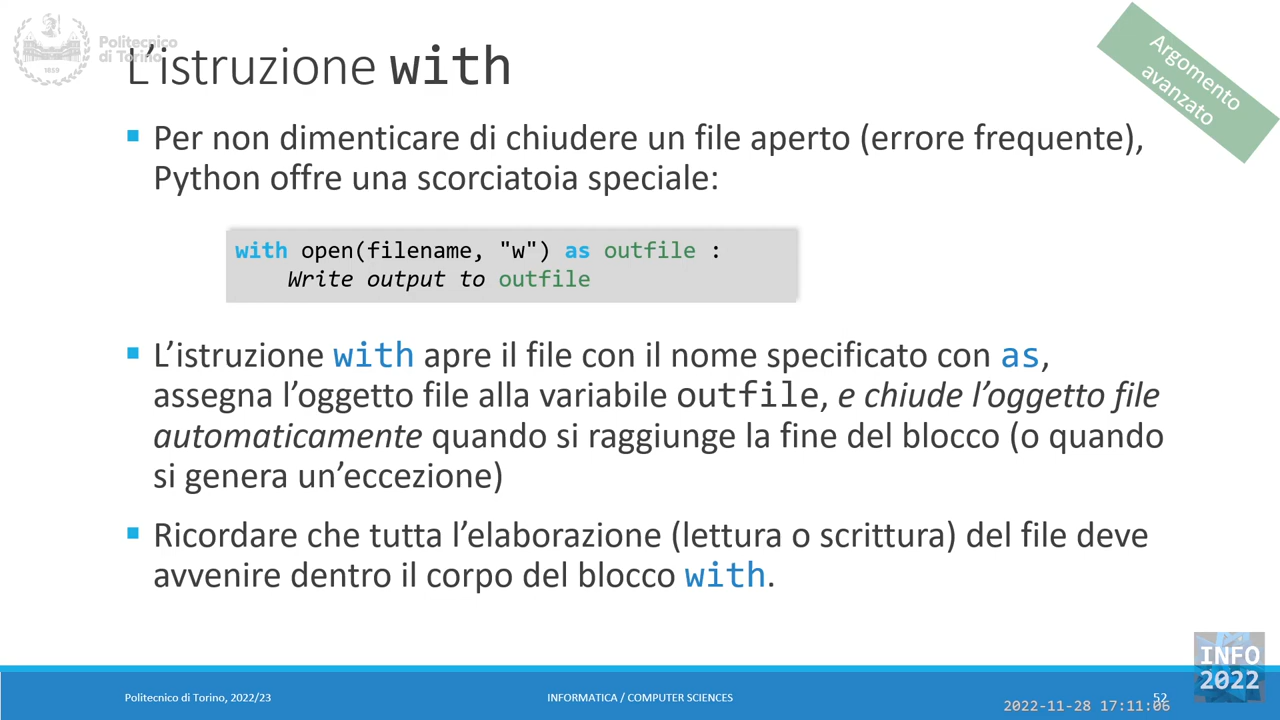 Politecnico
di Torino
1859
L’istruzione with
Argomento
avanzato
▪ Per non dimenticare di chiudere un file aperto (errore frequente),
Python offre una scorciatoia speciale:
with open(filename, "w") as outfile :
Write output to outfile
▪ L’istruzione with apre il file con il nome specificato con as,
assegna l’oggetto file alla variabile outfile, e chiude l’oggetto file
automaticamente quando si raggiunge la fine del blocco (o quando
si genera un’eccezione)
▪ Ricordare che tutta l’elaborazione (lettura o scrittura) del file deve
avvenire dentro il corpo del blocco with.
INFO
2022
Politecnico di Torino, 2022/23
INFORMATICA / COMPUTER SCIENCES
52
2022-11-28 17:11:06